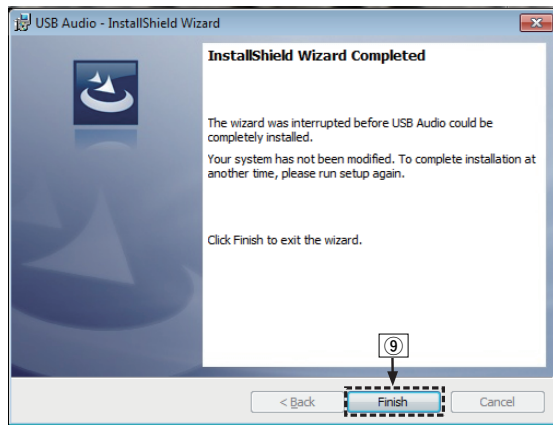 USB Audio - InstallShield Wizard
InstallShield Wizard Completed
The wizard was interrupted before USB Audio could be
completely installed.
Your system has not been modified. To complete installation at
another time, please run setup again.
Click Finish to exit the wizard.
⑨
< Back Finish Cancel